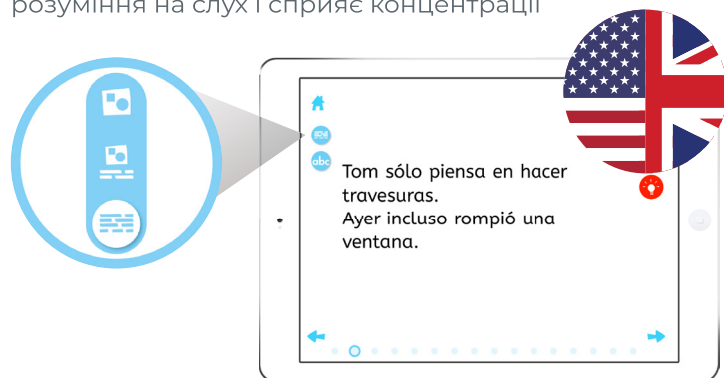 розуміння на слух і сприяє концентрації
abc
Tom sólo piensa en hacer
travesuras.
Ayer incluso rompió una
ventana.